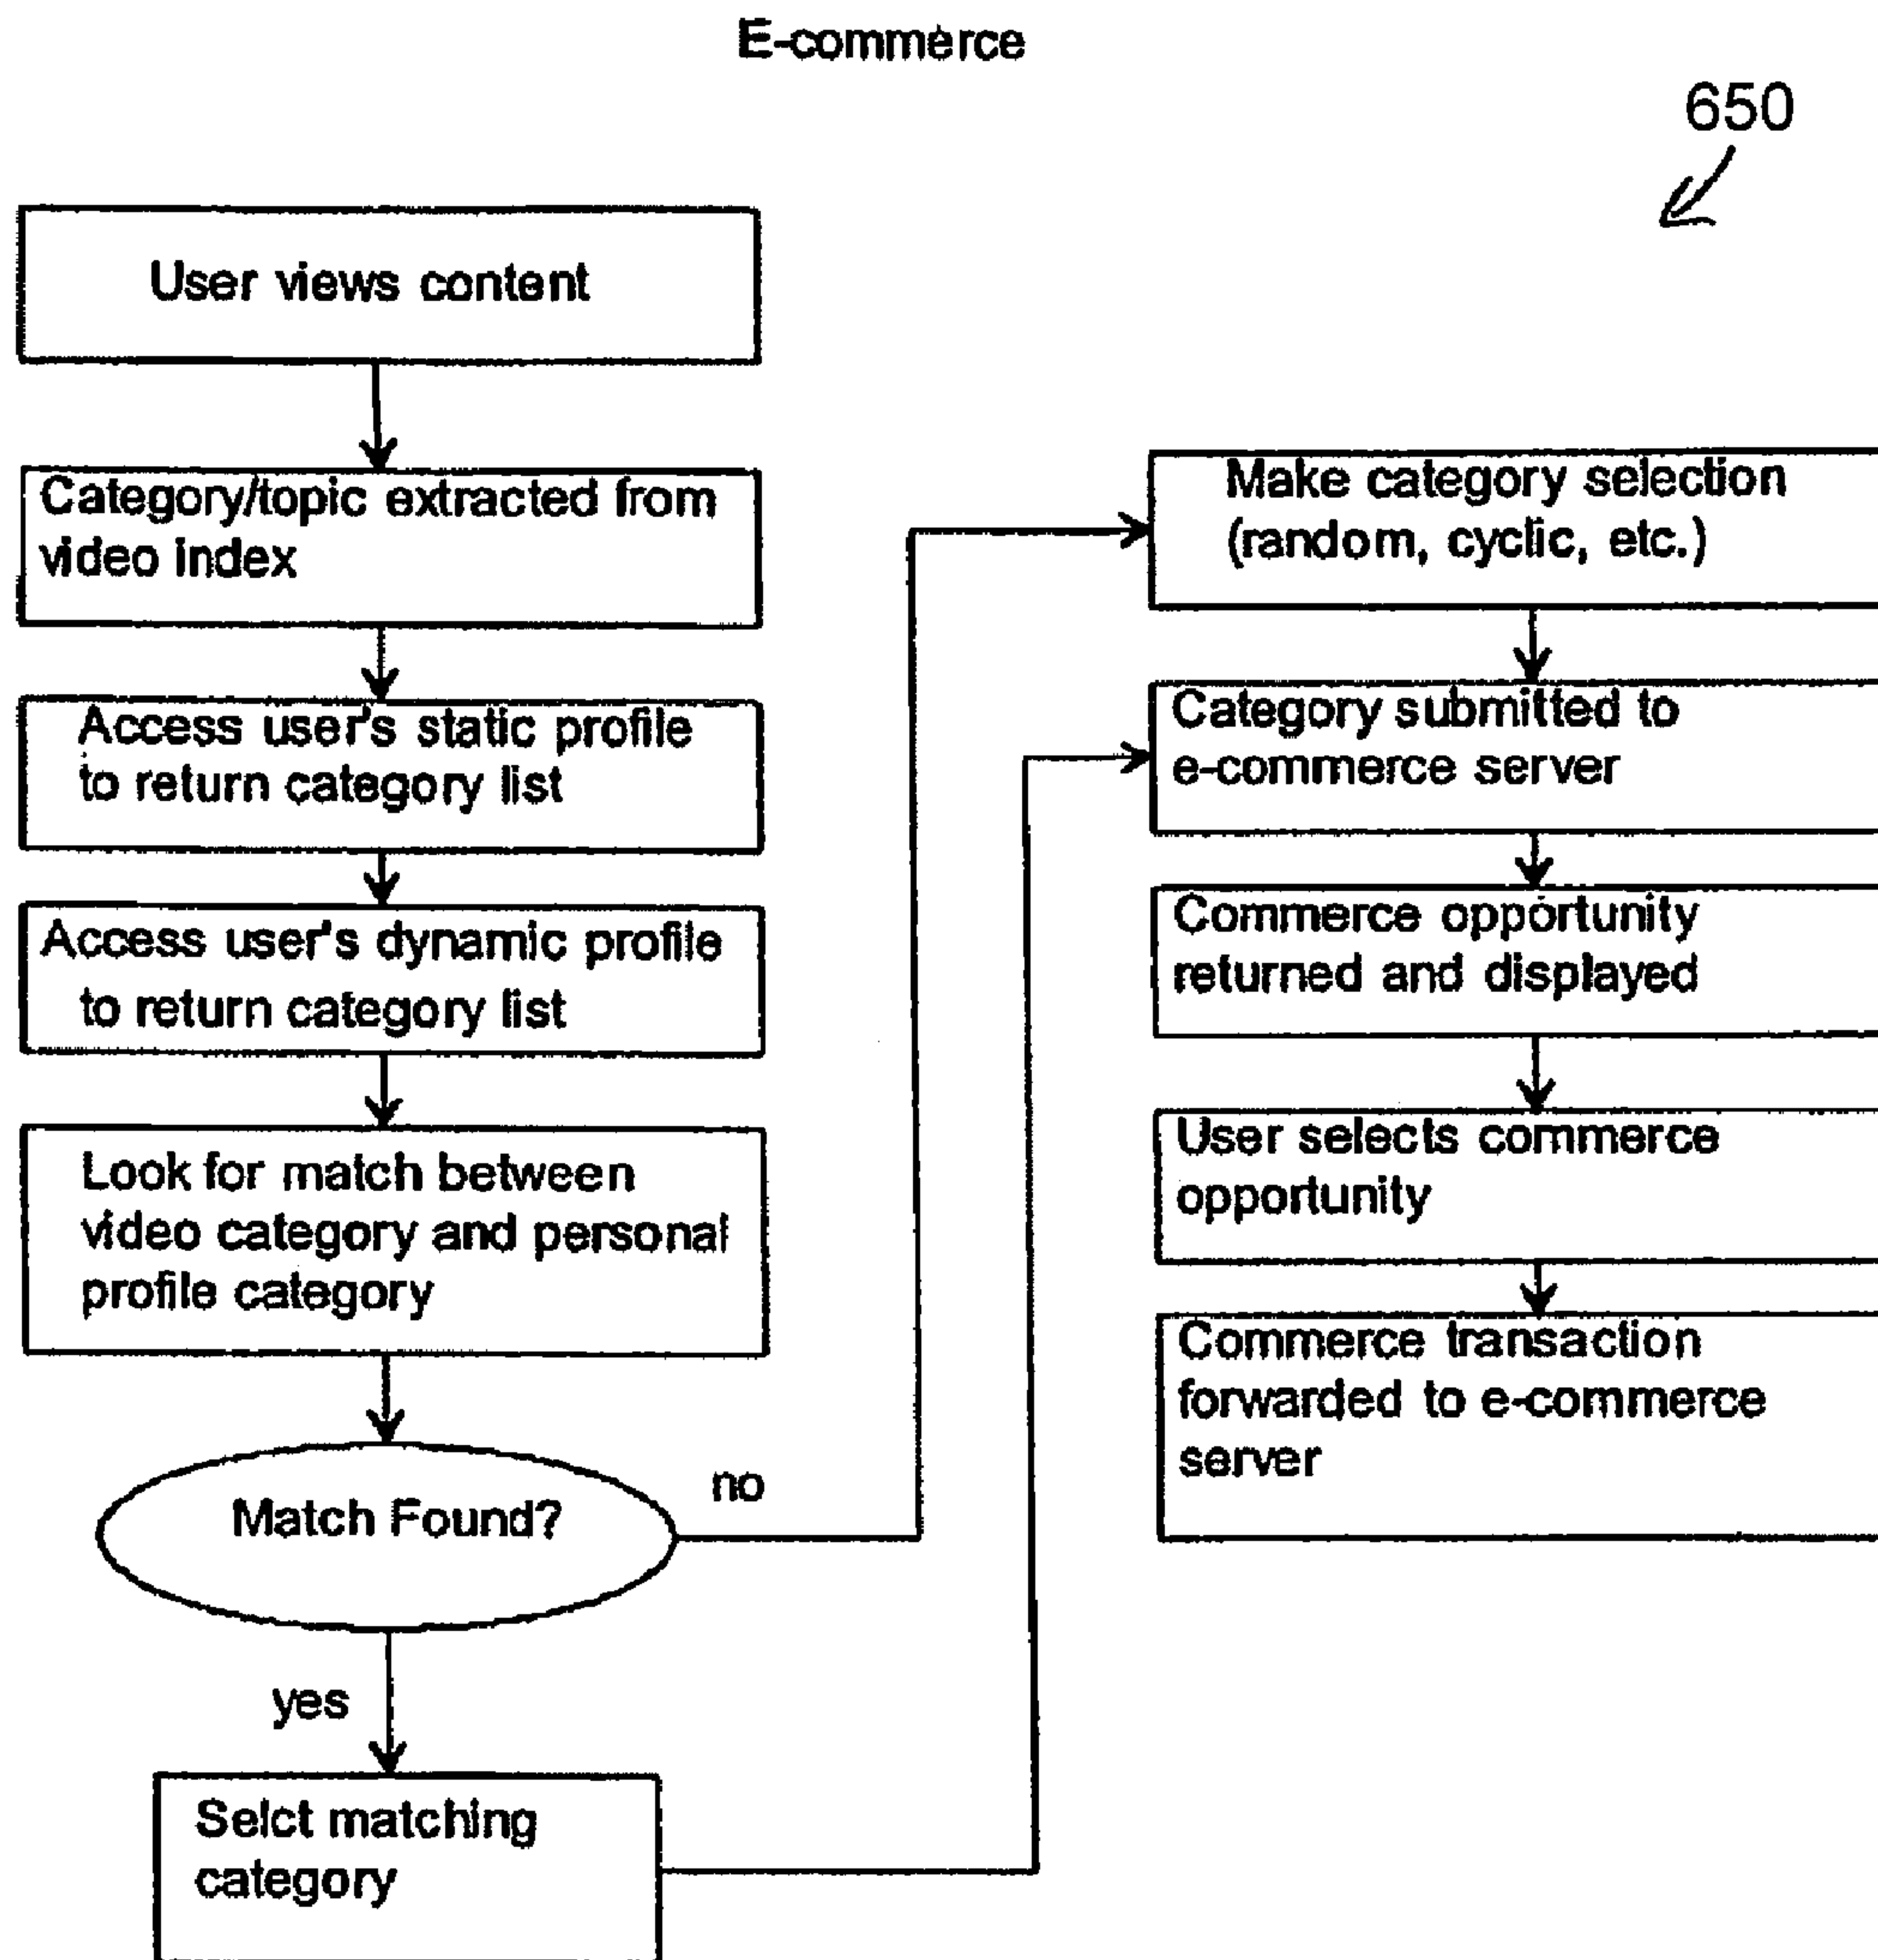 E-commerce
650
User views content
Category/topic extracted from
video index
Access user's static profile
to return category list
Access user's dynamic profile
to return category list
Look for match between
video category and personal
profile category
Match Found?
no
yes
Selct matching
category
Make category selection
(random, cyclic, etc.)
Category submitted to
e-commerce server
Commerce opportunity
returned and displayed
User selects commerce
opportunity
Commerce transaction
forwarded to e-commerce
server